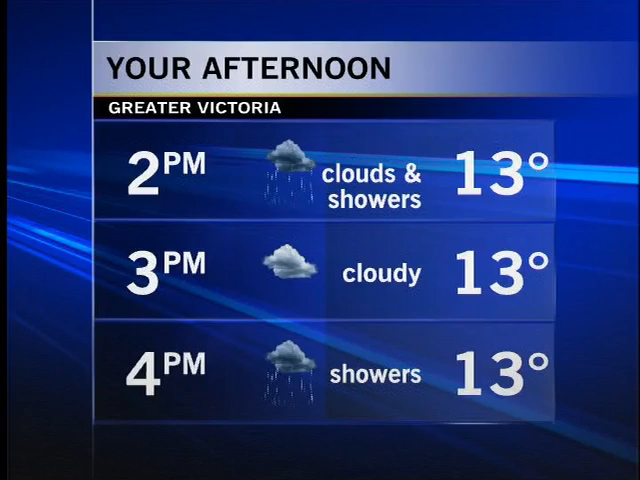 YOUR AFTERNOON
GREATER VICTORIA
2PM clouds & showers 13°
3PM cloudy 13°
4PM showers 13°